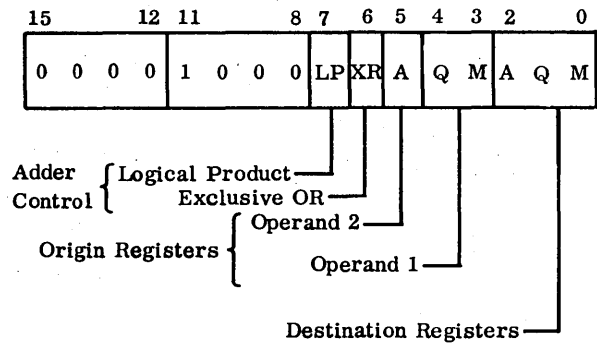 15 12 11 8 7 6 5 4 3 2 0
0 0 0 0 1 0 0 0 LP XR A Q M A Q M
Adder Control
Logical Product
Exclusive OR
Origin Registers
Operand 2
Operand 1
Destination Registers